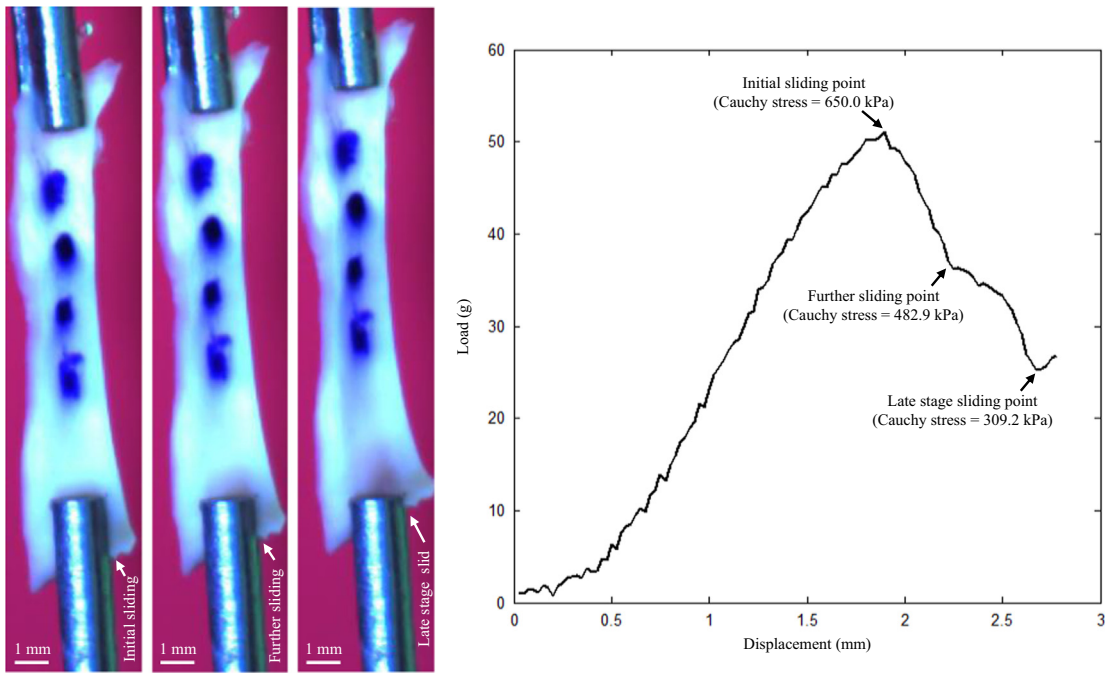 1 mm
Initial sliding
1 mm
Further sliding
1 mm
Late stage slid
60
50
40
30
20
10
0
Load (g)
Initial sliding point
(Cauchy stress = 650.0 kPa)
Further sliding point
(Cauchy stress = 482.9 kPa)
Late stage sliding point
(Cauchy stress = 309.2 kPa)
0 0.5 1 1.5 2 2.5 3
Displacement (mm)